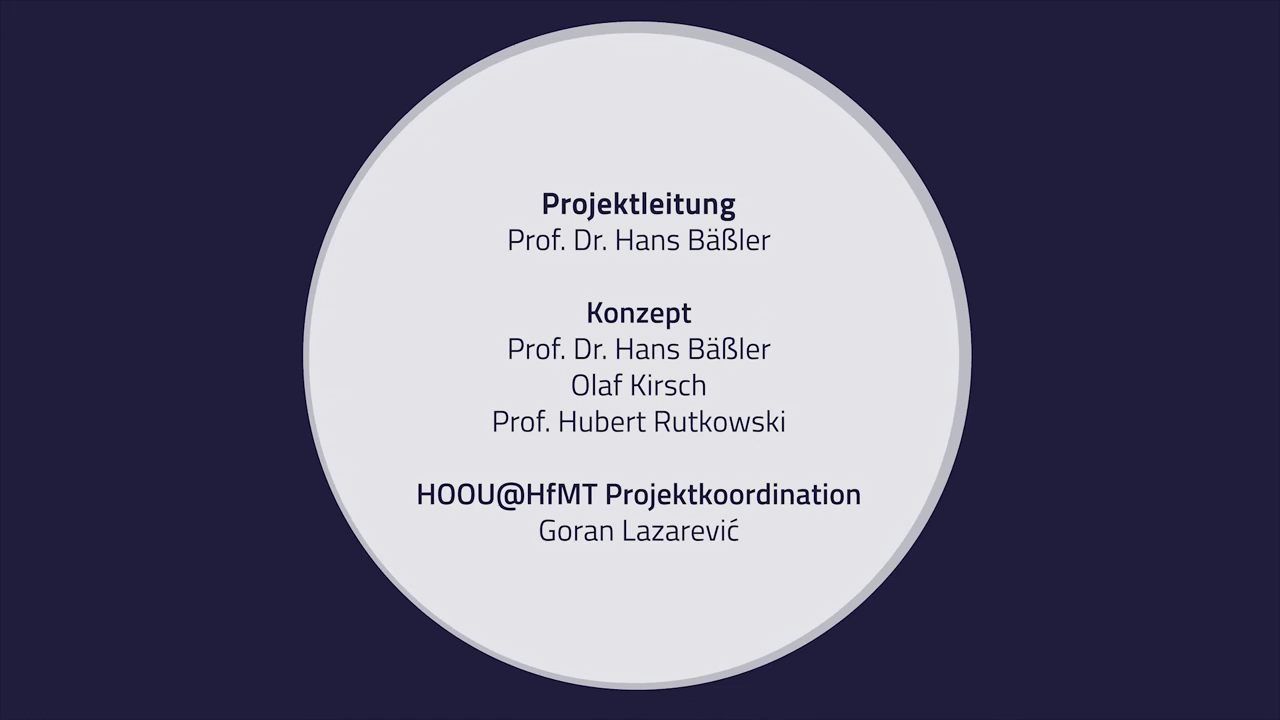 Projektleitung
Prof. Dr. Hans Bäßler
Konzept
Prof. Dr. Hans Bäßler
Olaf Kirsch
Prof. Hubert Rutkowski
HOOU@HfMT Projektkoordination
Goran Lazarević